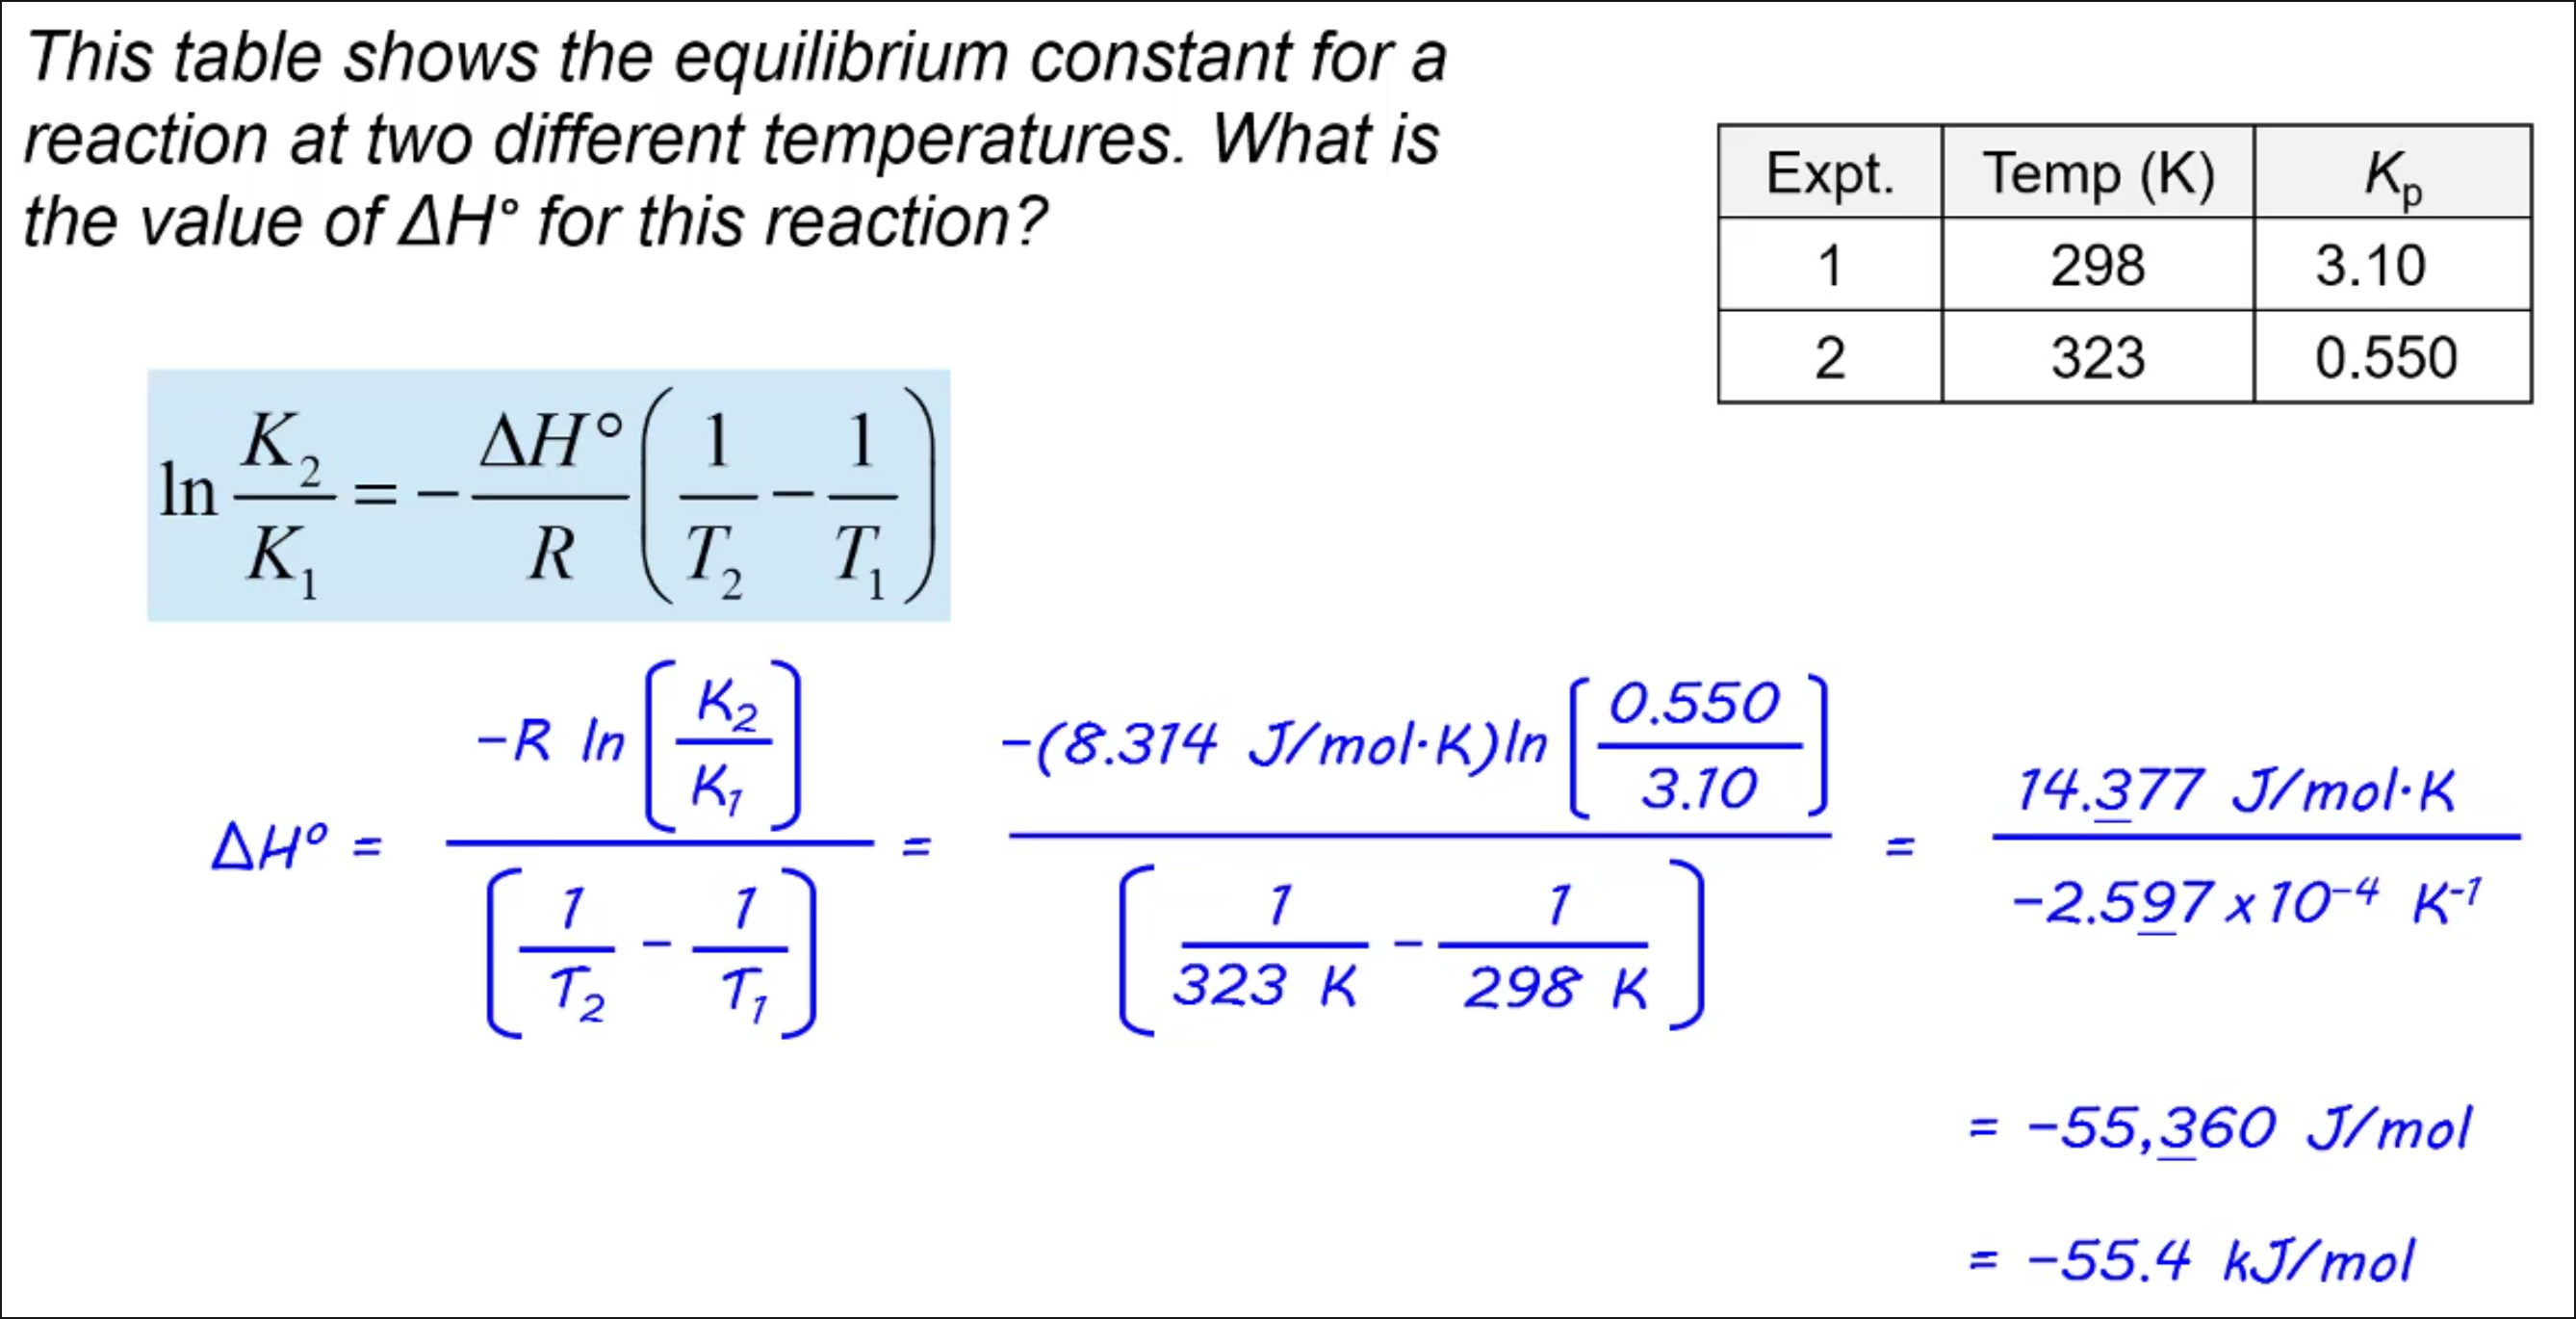 This table shows the equilibrium constant for a
reaction at two different temperatures. What is
the value of ΔH° for this reaction?
Expt. Temp (K) Kp
1 298 3.10
2 323 0.550
ln K₂/K₁ = − ΔH°/R (1/T₂ − 1/T₁)
ΔH° = −R ln[K₂/K₁] / [1/T₂ − 1/T₁] = −(8.314 J/mol·K)ln[0.550/3.10] / [1/323 K − 1/298 K] = 14.377 J/mol·K / −2.597 x 10⁻⁴ K⁻¹
= −55,360 J/mol
= −55.4 kJ/mol